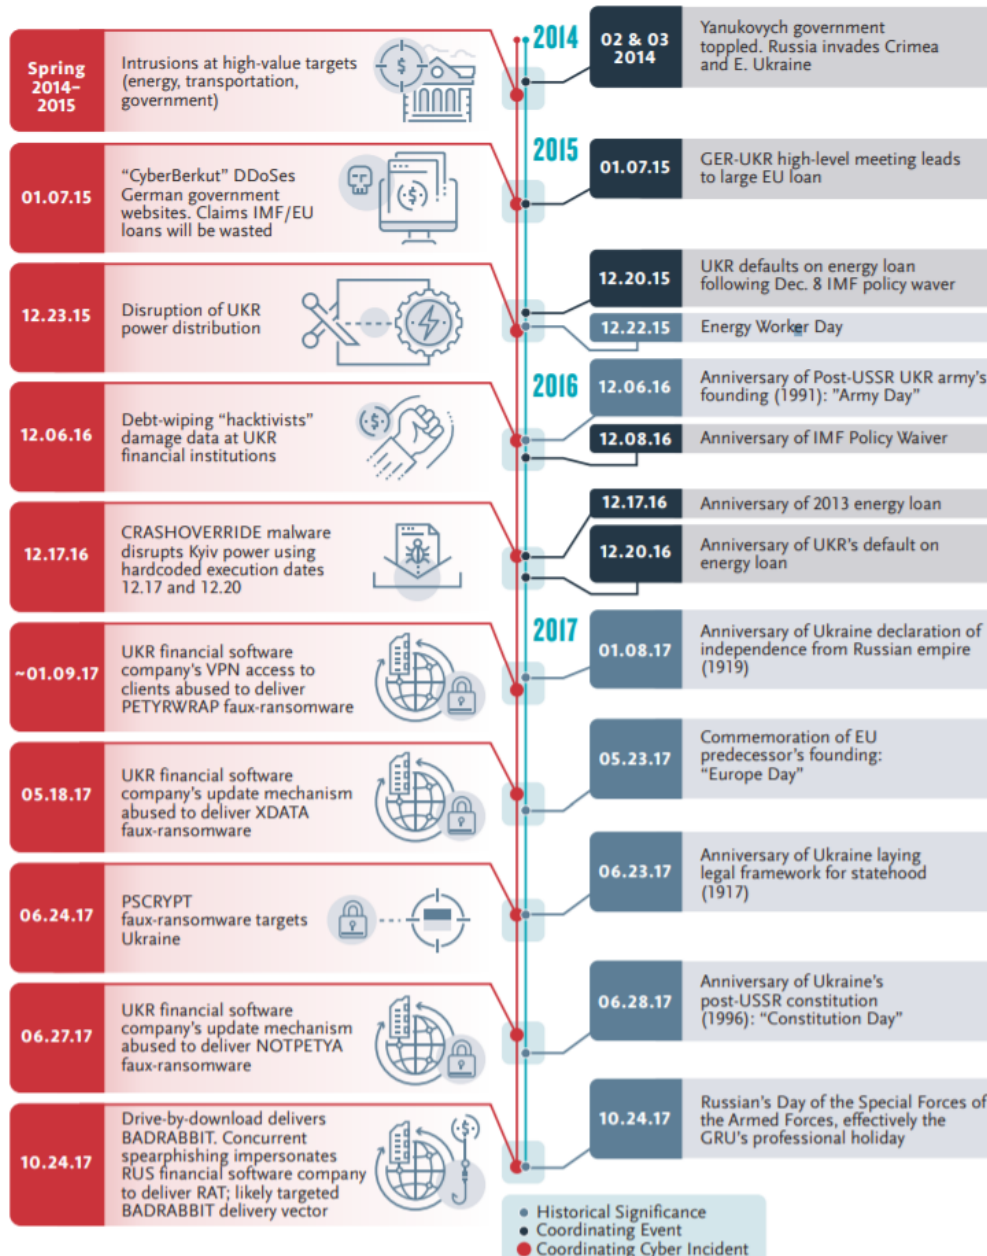 2014
Spring
2014–
2015
Intrusions at high-value targets
(energy, transportation,
government)
02 & 03
2014
Yanukovych government
toppled. Russia invades Crimea
and E. Ukraine
2015
01.07.15
“CyberBerkut” DDoSes
German government
websites. Claims IMF/EU
loans will be wasted
01.07.15
GER-UKR high-level meeting leads
to large EU loan
12.23.15
Disruption of UKR
power distribution
12.20.15
UKR defaults on energy loan
following Dec. 8 IMF policy waver
12.22.15
Energy Worker Day
2016
12.06.16
Debt-wiping “hacktivists”
damage data at UKR
financial institutions
12.06.16
Anniversary of Post-USSR UKR army’s
founding (1991): “Army Day”
12.08.16
Anniversary of IMF Policy Waiver
12.17.16
CRASHOVERRIDE malware
disrupts Kyiv power using
hardcoded execution dates
12.17 and 12.20
12.17.16
Anniversary of 2013 energy loan
12.20.16
Anniversary of UKR’s default on
energy loan
2017
~01.09.17
UKR financial software
company’s VPN access to
clients abused to deliver
PETYRWRAP faux-ransomware
01.08.17
Anniversary of Ukraine declaration of
independence from Russian empire
(1919)
05.18.17
UKR financial software
company’s update mechanism
abused to deliver XDATA
faux-ransomware
05.23.17
Commemoration of EU
predecessor’s founding:
“Europe Day”
06.24.17
PSCRYPT
faux-ransomware targets
Ukraine
06.23.17
Anniversary of Ukraine laying
legal framework for statehood
(1917)
06.27.17
UKR financial software
company’s update mechanism
abused to deliver NOTPETYA
faux-ransomware
06.28.17
Anniversary of Ukraine’s
post-USSR constitution
(1996): “Constitution Day”
10.24.17
Drive-by-download delivers
BADRABBIT. Concurrent
spearphishing impersonates
RUS financial software company
to deliver RAT; likely targeted
BADRABBIT delivery vector
10.24.17
Russian’s Day of the Special Forces of
the Armed Forces, effectively the
GRU’s professional holiday
Historical Significance
Coordinating Event
Coordinating Cyber Incident